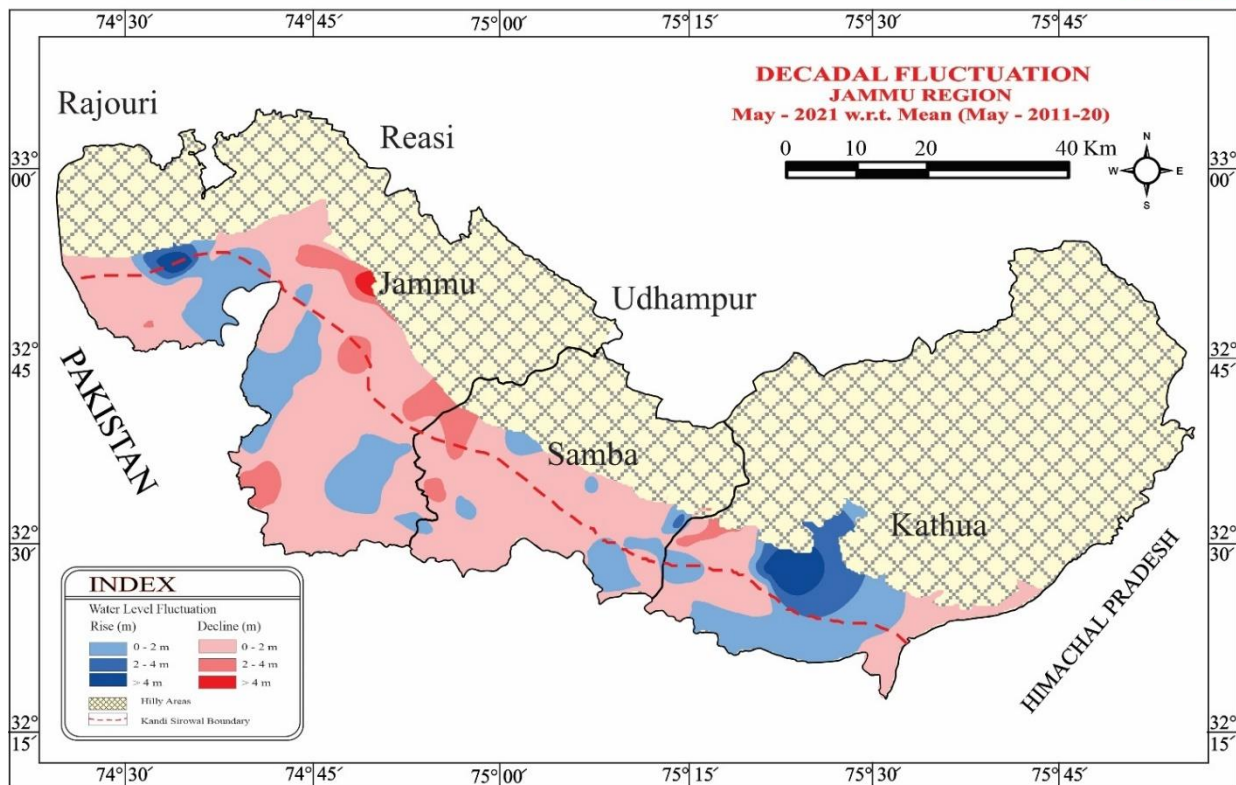 74° 30´ 74° 45´ 75° 00´ 75° 15´ 75° 30´ 75° 45´
DECADAL FLUCTUATION
JAMMU REGION
May - 2021 w.r.t. Mean (May - 2011-20)
0 10 20 40 Km
N
W E
S
33°
00´
33°
00´
Rajouri
Reasi
Jammu
Udhampur
32°
45´
32°
45´
PAKISTAN
Samba
Kathua
32°
30´
32°
30´
HIMACHAL PRADESH
INDEX
Water Level Fluctuation
Rise (m) Decline (m)
0 - 2 m 0 - 2 m
2 - 4 m 2 - 4 m
> 4 m > 4 m
Hilly Areas
Kandi Sirowal Boundary
32°
15´
32°
15´
74° 30´ 74° 45´ 75° 00´ 75° 15´ 75° 30´ 75° 45´